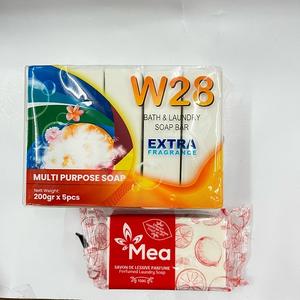 W28
BATH & LAUNDRY
SOAP BAR
EXTRA
FRAGRANCE
MULTI PURPOSE SOAP
Nett Weight:
200gr x 5pcs
Mea
SAVON DE LESSIVE PARFUME
Perfumed Laundry Soap